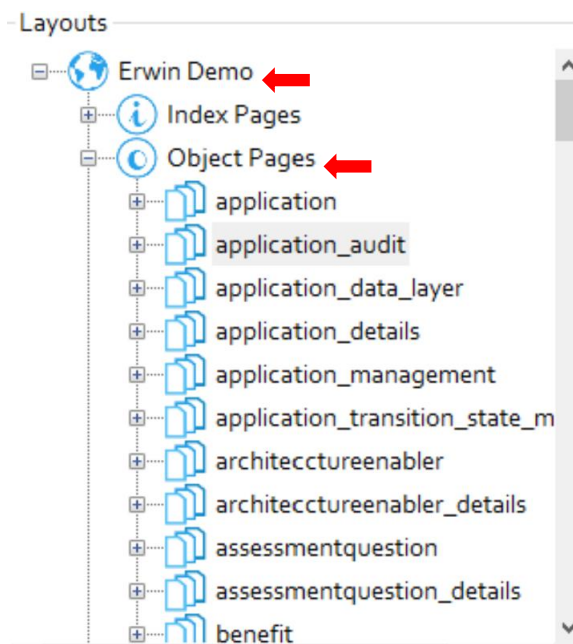 Layouts
Erwin Demo
Index Pages
Object Pages
application
application_audit
application_data_layer
application_details
application_management
application_transition_state_m
architecctureenabler
architecctureenabler_details
assessmentquestion
assessmentquestion_details
benefit